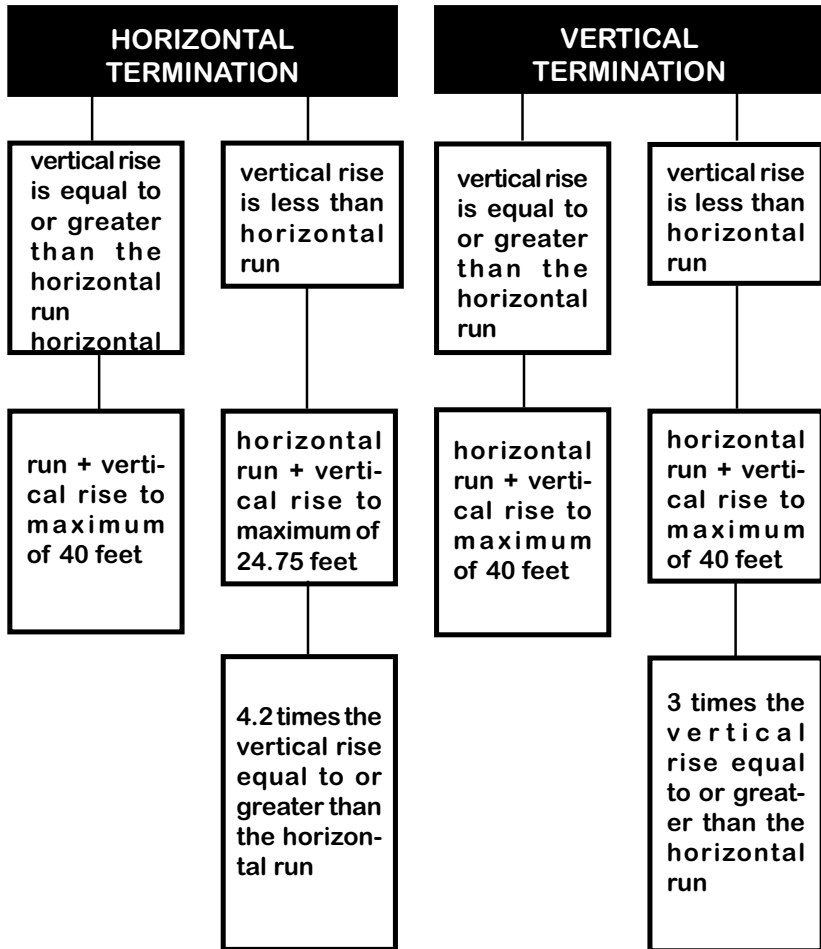 HORIZONTAL
TERMINATION
vertical rise
is equal to
or greater
than the
horizontal
run
horizontal
run + verti-
cal rise to
maximum
of 40 feet
vertical rise
is less than
horizontal
run
horizontal
run + verti-
cal rise to
maximum of
24.75 feet
4.2 times the
vertical rise
equal to or
greater than
the horizon-
tal run
VERTICAL
TERMINATION
vertical rise
is equal to
or greater
than the
horizontal
run
horizontal
run + verti-
cal rise to
maximum
of 40 feet
vertical rise
is less than
horizontal
run
horizontal
run + verti-
cal rise to
maximum
of 40 feet
3 times the
vertical
rise equal
to or great-
er than the
horizontal
run